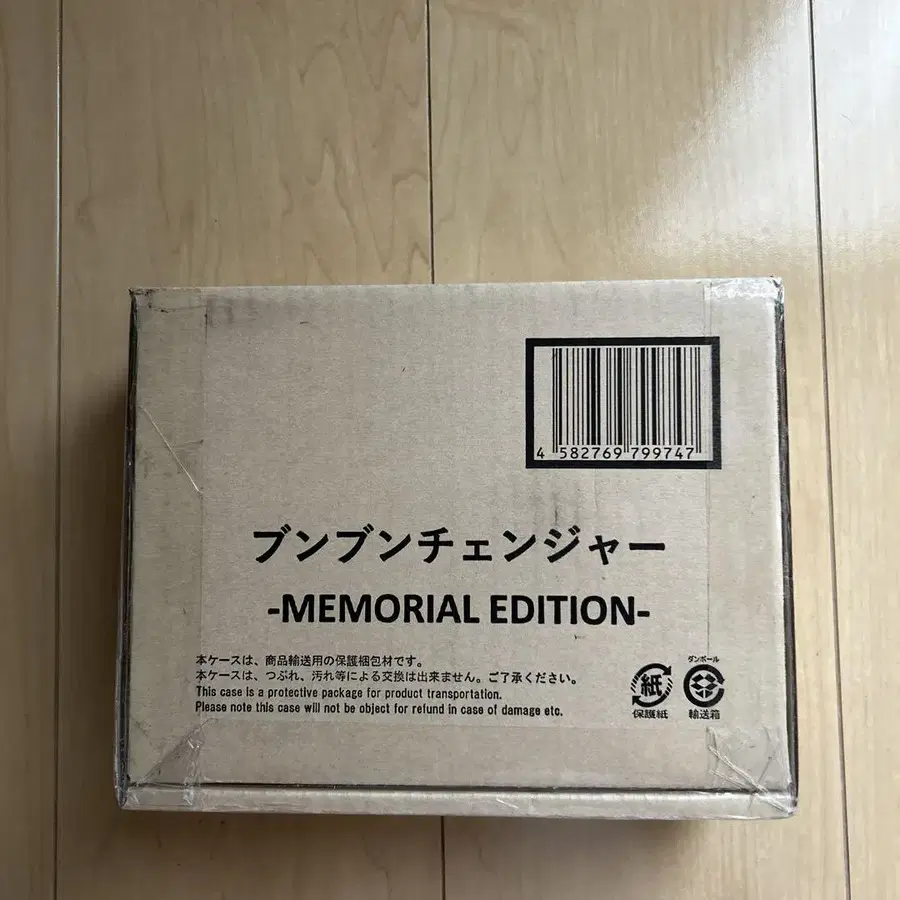 4 582769 799747
ブンブンチェンジャー
-MEMORIAL EDITION-
本ケースは、商品輸送用の保護梱包材です。
本ケースは、つぶれ、汚れ等による交換は出来ません。ご了承ください。
This case is a protective package for product transportation.
Please note this case will not be object for refund in case of damage etc.
紙
保護紙
ダンボール
輸送箱